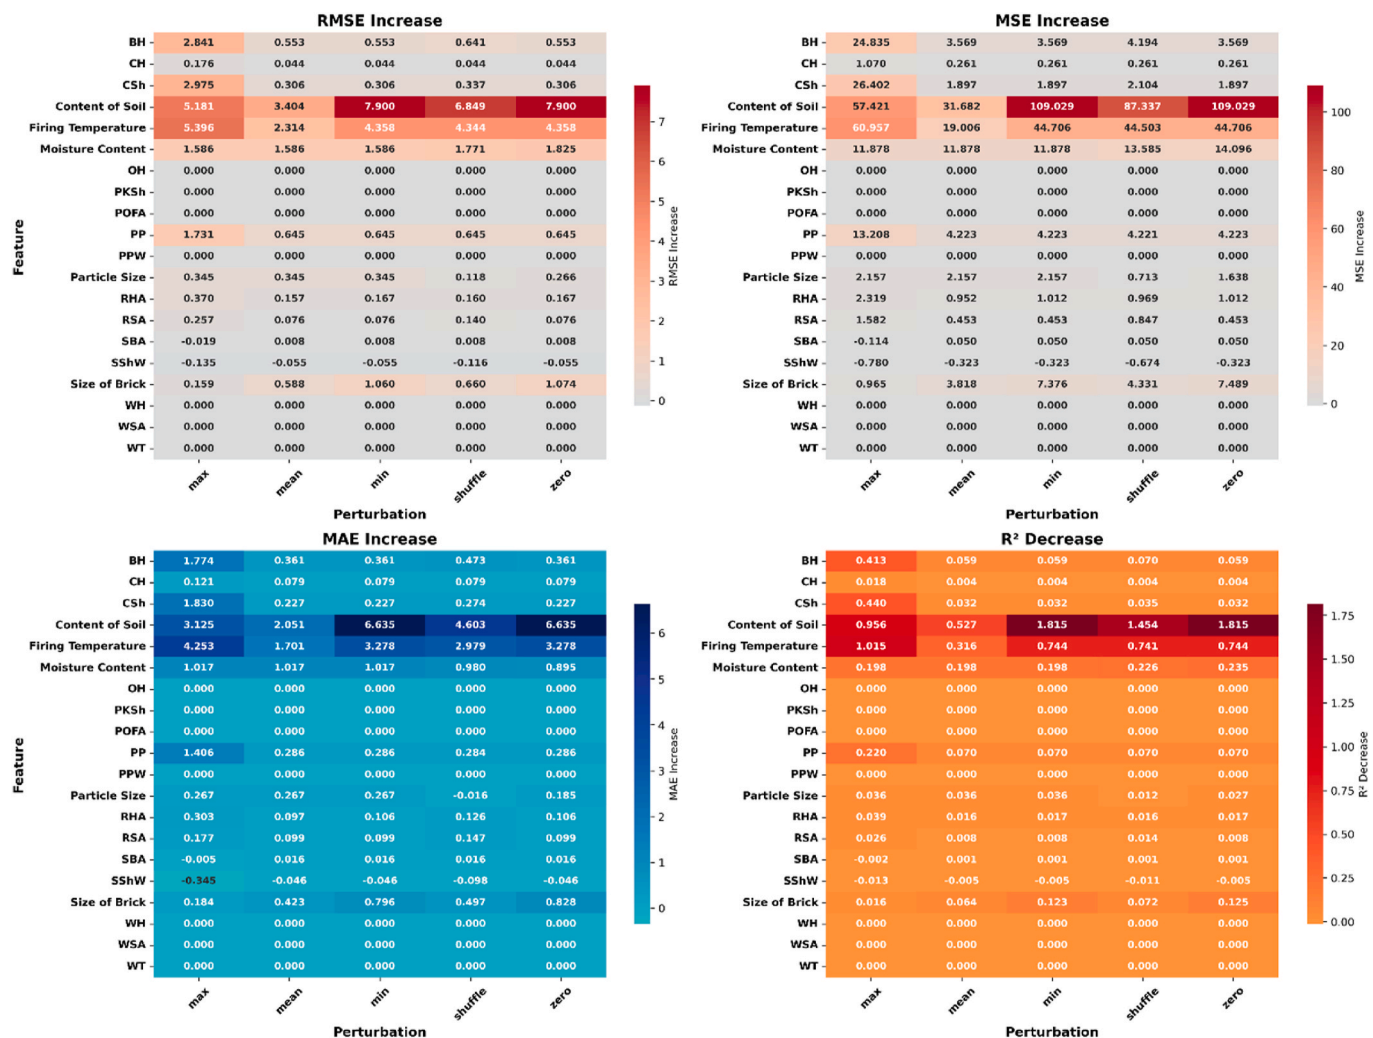 RMSE Increase
BH 2.841 0.553 0.553 0.641 0.553
CH 0.176 0.044 0.044 0.044 0.044
CSh 2.975 0.306 0.306 0.337 0.306
Content of Soil 5.181 3.404 7.900 6.849 7.900
Firing Temperature 5.396 2.314 4.358 4.344 4.358
Moisture Content 1.586 1.586 1.586 1.771 1.825
OH 0.000 0.000 0.000 0.000 0.000
PKSh 0.000 0.000 0.000 0.000 0.000
POFA 0.000 0.000 0.000 0.000 0.000
PP 1.731 0.645 0.645 0.645 0.645
PPW 0.000 0.000 0.000 0.000 0.000
Particle Size 0.345 0.345 0.345 0.118 0.266
RHA 0.370 0.157 0.167 0.160 0.167
RSA 0.257 0.076 0.076 0.140 0.076
SBA -0.019 0.008 0.008 0.008 0.008
SShW -0.135 -0.055 -0.055 -0.116 -0.055
Size of Brick 0.159 0.588 1.060 0.660 1.074
WH 0.000 0.000 0.000 0.000 0.000
WSA 0.000 0.000 0.000 0.000 0.000
WT 0.000 0.000 0.000 0.000 0.000
max mean min shuffle zero
Perturbation
Feature
7
6
5
4
3
2
1
0
RMSE Increase
MSE Increase
BH 24.835 3.569 3.569 4.194 3.569
CH 1.070 0.261 0.261 0.261 0.261
CSh 26.402 1.897 1.897 2.104 1.897
Content of Soil 57.421 31.682 109.029 87.337 109.029
Firing Temperature 60.957 19.006 44.706 44.503 44.706
Moisture Content 11.878 11.878 11.878 13.585 14.096
OH 0.000 0.000 0.000 0.000 0.000
PKSh 0.000 0.000 0.000 0.000 0.000
POFA 0.000 0.000 0.000 0.000 0.000
PP 13.208 4.223 4.223 4.221 4.223
PPW 0.000 0.000 0.000 0.000 0.000
Particle Size 2.157 2.157 2.157 0.713 1.638
RHA 2.319 0.952 1.012 0.969 1.012
RSA 1.582 0.453 0.453 0.847 0.453
SBA -0.114 0.050 0.050 0.050 0.050
SShW -0.780 -0.323 -0.323 -0.674 -0.323
Size of Brick 0.965 3.818 7.376 4.331 7.489
WH 0.000 0.000 0.000 0.000 0.000
WSA 0.000 0.000 0.000 0.000 0.000
WT 0.000 0.000 0.000 0.000 0.000
max mean min shuffle zero
Perturbation
100
80
60
40
20
0
MSE Increase
MAE Increase
BH 1.774 0.361 0.361 0.473 0.361
CH 0.121 0.079 0.079 0.079 0.079
CSh 1.830 0.227 0.227 0.274 0.227
Content of Soil 3.125 2.051 6.635 4.603 6.635
Firing Temperature 4.253 1.701 3.278 2.979 3.278
Moisture Content 1.017 1.017 1.017 0.980 0.895
OH 0.000 0.000 0.000 0.000 0.000
PKSh 0.000 0.000 0.000 0.000 0.000
POFA 0.000 0.000 0.000 0.000 0.000
PP 1.406 0.286 0.286 0.284 0.286
PPW 0.000 0.000 0.000 0.000 0.000
Particle Size 0.267 0.267 0.267 -0.016 0.185
RHA 0.303 0.097 0.106 0.126 0.106
RSA 0.177 0.099 0.099 0.147 0.099
SBA -0.005 0.016 0.016 0.016 0.016
SShW -0.345 -0.046 -0.046 -0.098 -0.046
Size of Brick 0.184 0.423 0.796 0.497 0.828
WH 0.000 0.000 0.000 0.000 0.000
WSA 0.000 0.000 0.000 0.000 0.000
WT 0.000 0.000 0.000 0.000 0.000
max mean min shuffle zero
Perturbation
Feature
6
5
4
3
2
1
0
MAE Increase
R² Decrease
BH 0.413 0.059 0.059 0.070 0.059
CH 0.018 0.004 0.004 0.004 0.004
CSh 0.440 0.032 0.032 0.035 0.032
Content of Soil 0.956 0.527 1.815 1.454 1.815
Firing Temperature 1.015 0.316 0.744 0.741 0.744
Moisture Content 0.198 0.198 0.198 0.226 0.235
OH 0.000 0.000 0.000 0.000 0.000
PKSh 0.000 0.000 0.000 0.000 0.000
POFA 0.000 0.000 0.000 0.000 0.000
PP 0.220 0.070 0.070 0.070 0.070
PPW 0.000 0.000 0.000 0.000 0.000
Particle Size 0.036 0.036 0.036 0.012 0.027
RHA 0.039 0.016 0.017 0.016 0.017
RSA 0.026 0.008 0.008 0.014 0.008
SBA -0.002 0.001 0.001 0.001 0.001
SShW -0.013 -0.005 -0.005 -0.011 -0.005
Size of Brick 0.016 0.064 0.123 0.072 0.125
WH 0.000 0.000 0.000 0.000 0.000
WSA 0.000 0.000 0.000 0.000 0.000
WT 0.000 0.000 0.000 0.000 0.000
max mean min shuffle zero
Perturbation
1.75
1.50
1.25
1.00
0.75
0.50
0.25
0.00
R² Decrease